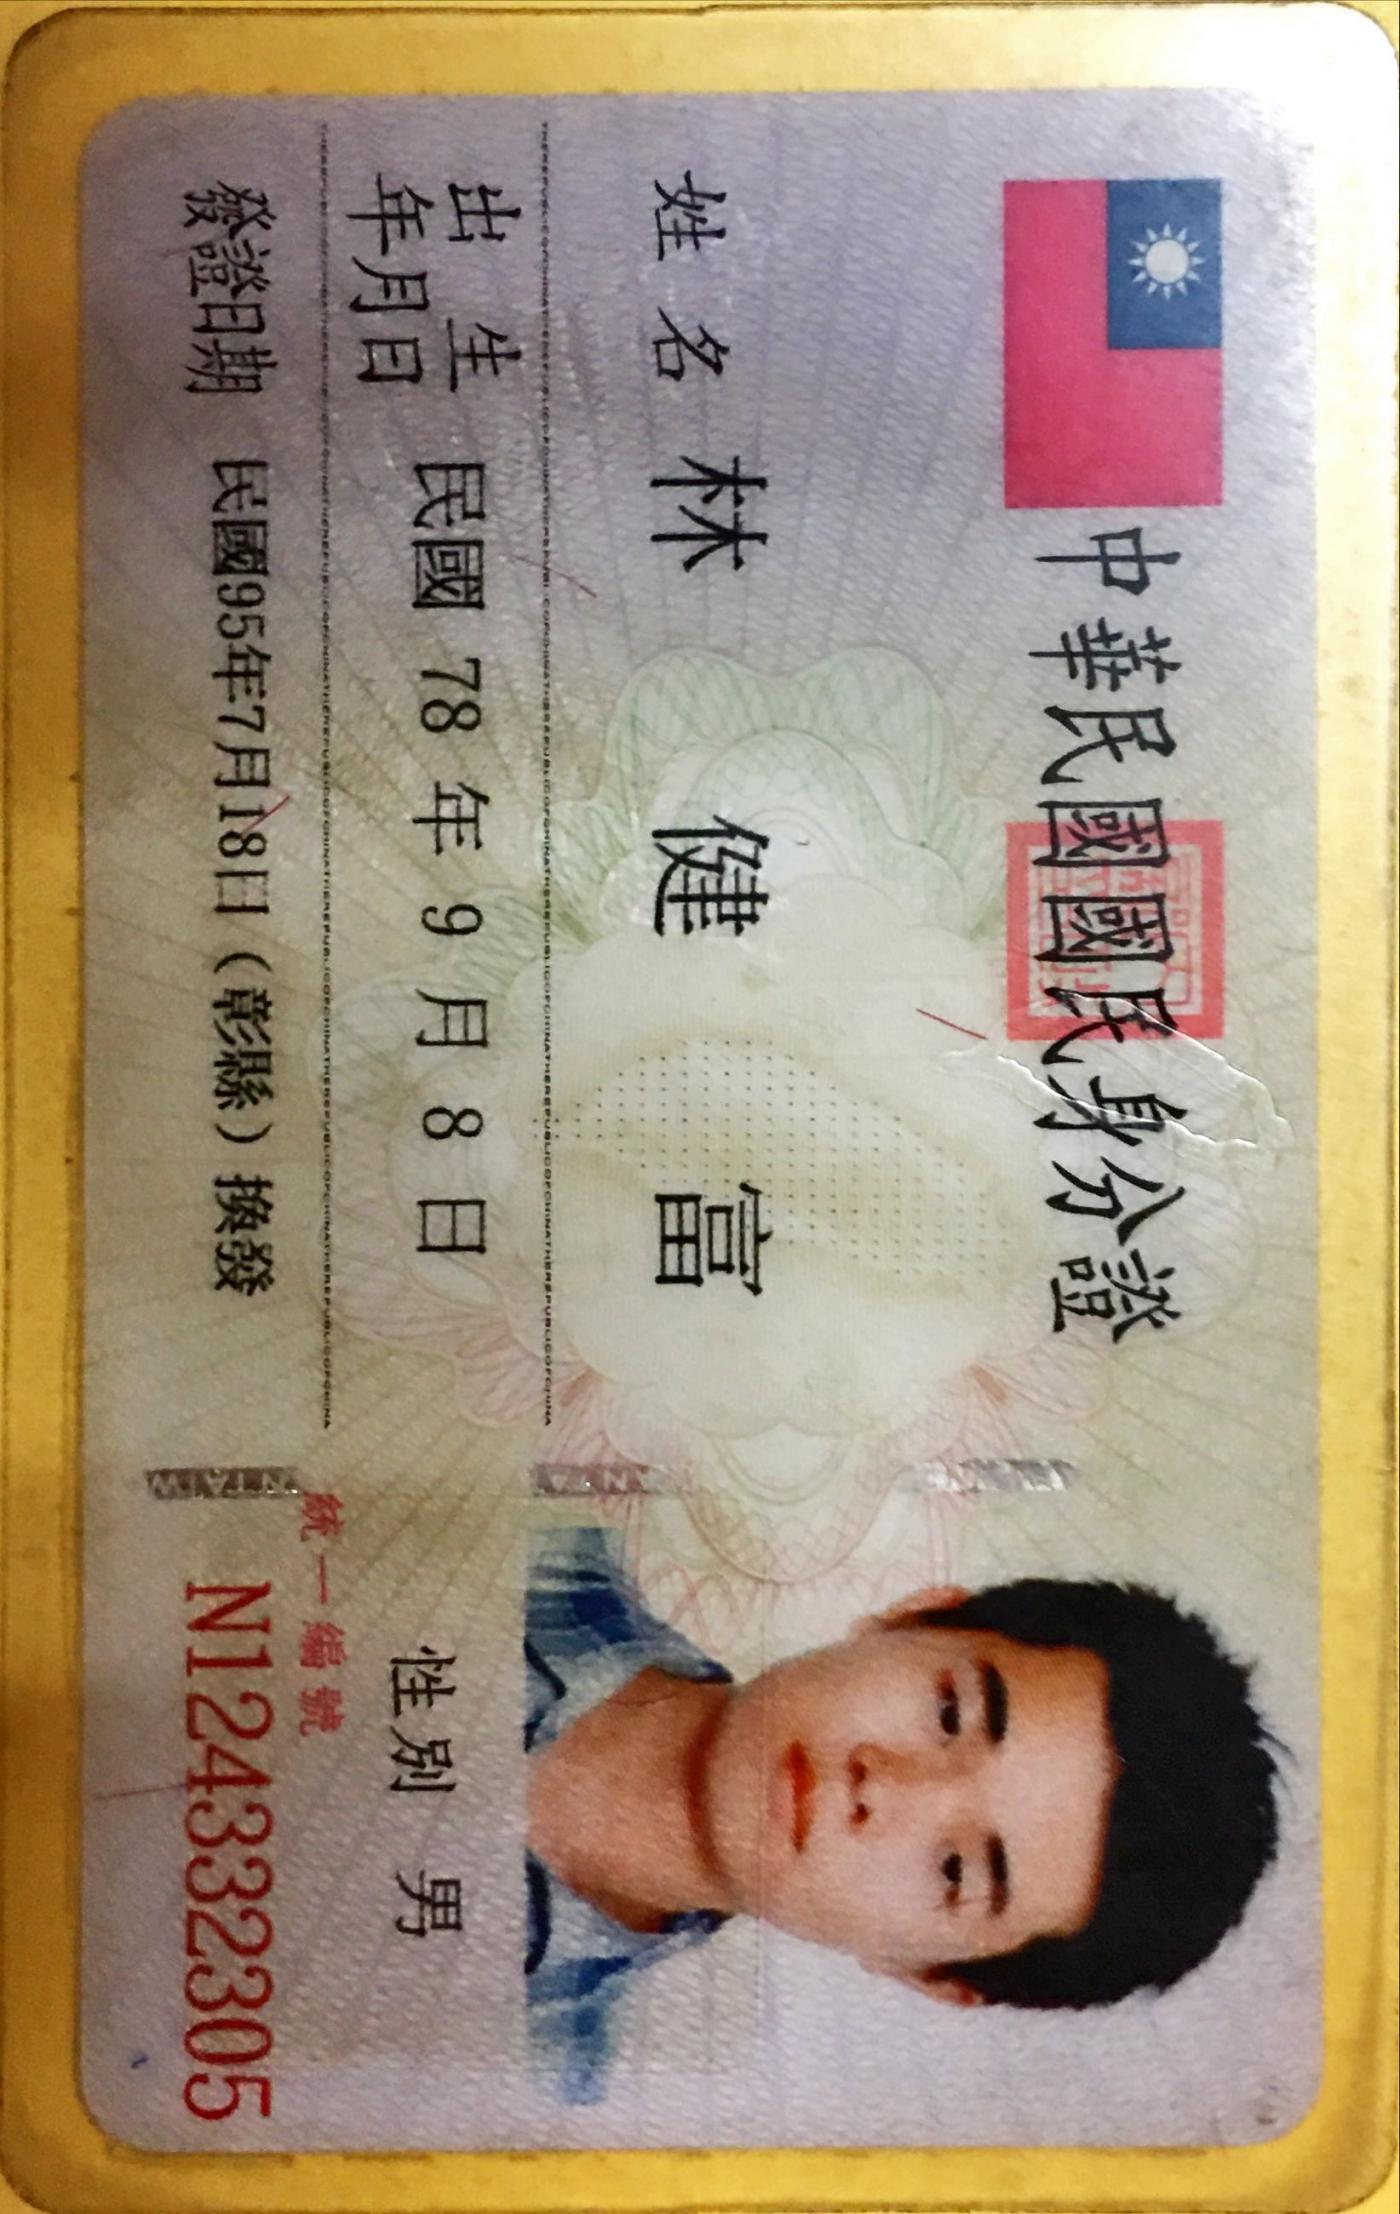 中華民國國民身分證
姓名 林健富
出生年月日 民國 78 年 9 月 8 日
性別 男
發證日期 民國95年7月18日（彰縣）換發
統一編號
N124332305